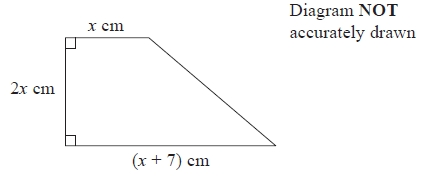 Diagram NOT
accurately drawn
x cm
2x cm
(x + 7) cm